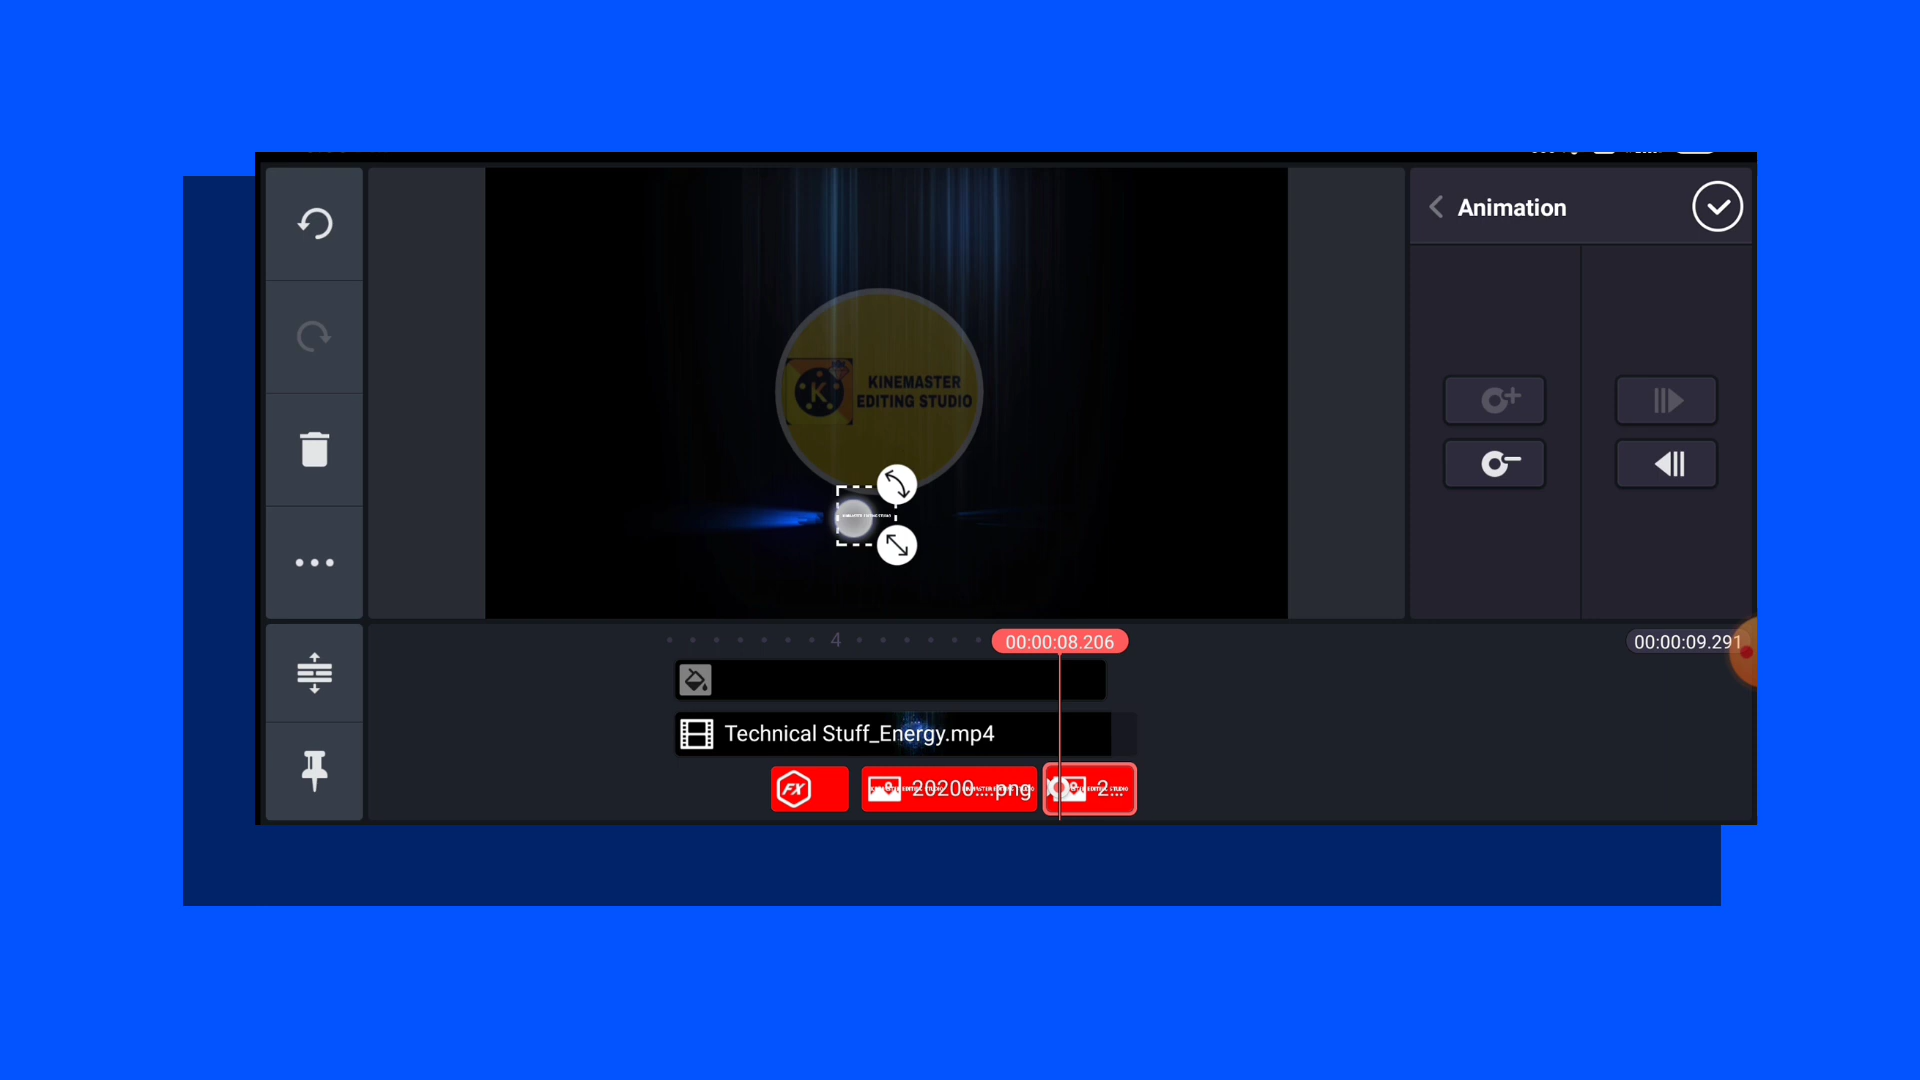 Animation
K
KINEMASTER
EDITING STUDIO
4
00:00:08.206
00:00:09.291
Technical Stuff_Energy.mp4
FX
20200....png
2...